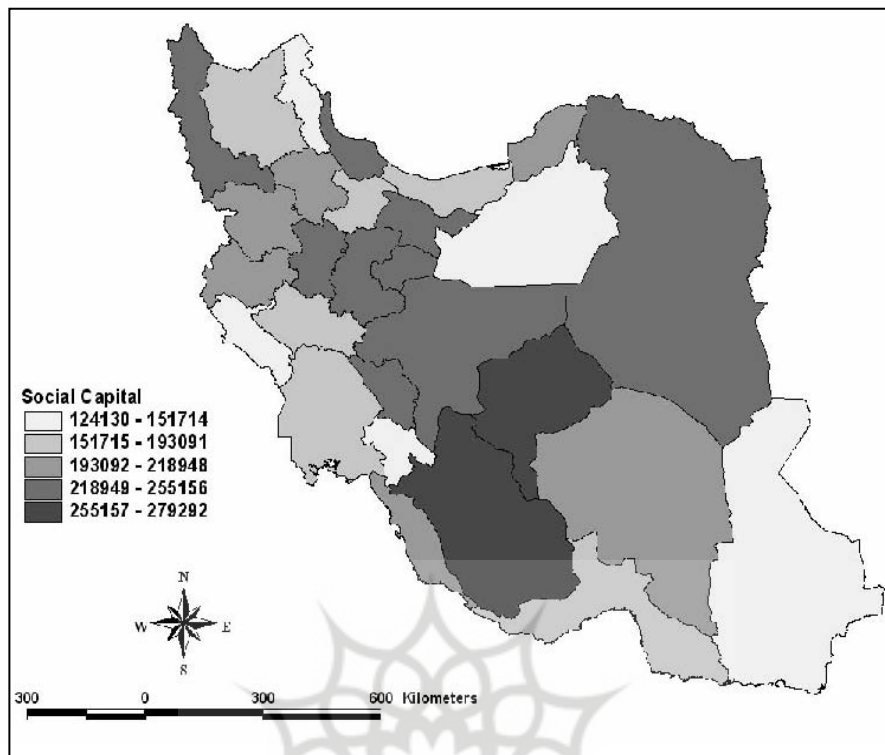 Social Capital
124130 - 151714
151715 - 193091
193092 - 218948
218949 - 255156
255157 - 279292
N
W E
S
300 0 300 600 Kilometers